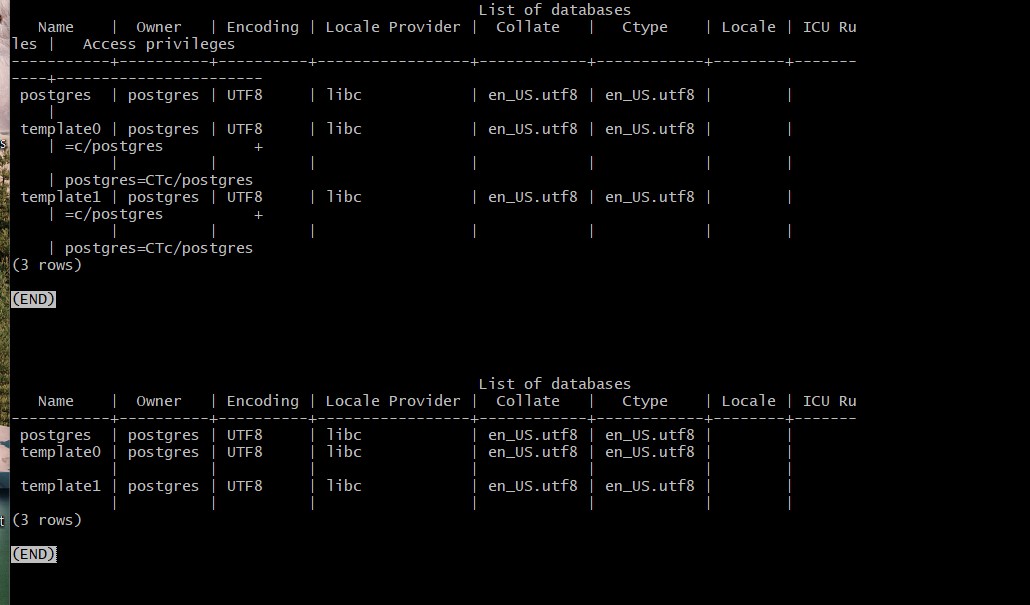 List of databases
   Name    |  Owner   | Encoding | Locale Provider |  Collate   |   Ctype    | Locale | ICU Ru
les |   Access privileges
-----------+----------+----------+-----------------+------------+------------+--------+-------
----+-----------------------
 postgres  | postgres | UTF8     | libc            | en_US.utf8 | en_US.utf8 |        |
    |
 template0 | postgres | UTF8     | libc            | en_US.utf8 | en_US.utf8 |        |
    | =c/postgres          +
           |          |          |                 |            |            |        |
    | postgres=CTc/postgres
 template1 | postgres | UTF8     | libc            | en_US.utf8 | en_US.utf8 |        |
    | =c/postgres          +
           |          |          |                 |            |            |        |
    | postgres=CTc/postgres
(3 rows)
(END)
                                                    List of databases
   Name    |  Owner   | Encoding | Locale Provider |  Collate   |   Ctype    | Locale | ICU Ru
-----------+----------+----------+-----------------+------------+------------+--------+-------
 postgres  | postgres | UTF8     | libc            | en_US.utf8 | en_US.utf8 |        |
 template0 | postgres | UTF8     | libc            | en_US.utf8 | en_US.utf8 |        |
           |          |          |                 |            |            |        |
 template1 | postgres | UTF8     | libc            | en_US.utf8 | en_US.utf8 |        |
           |          |          |                 |            |            |        |
(3 rows)
(END)